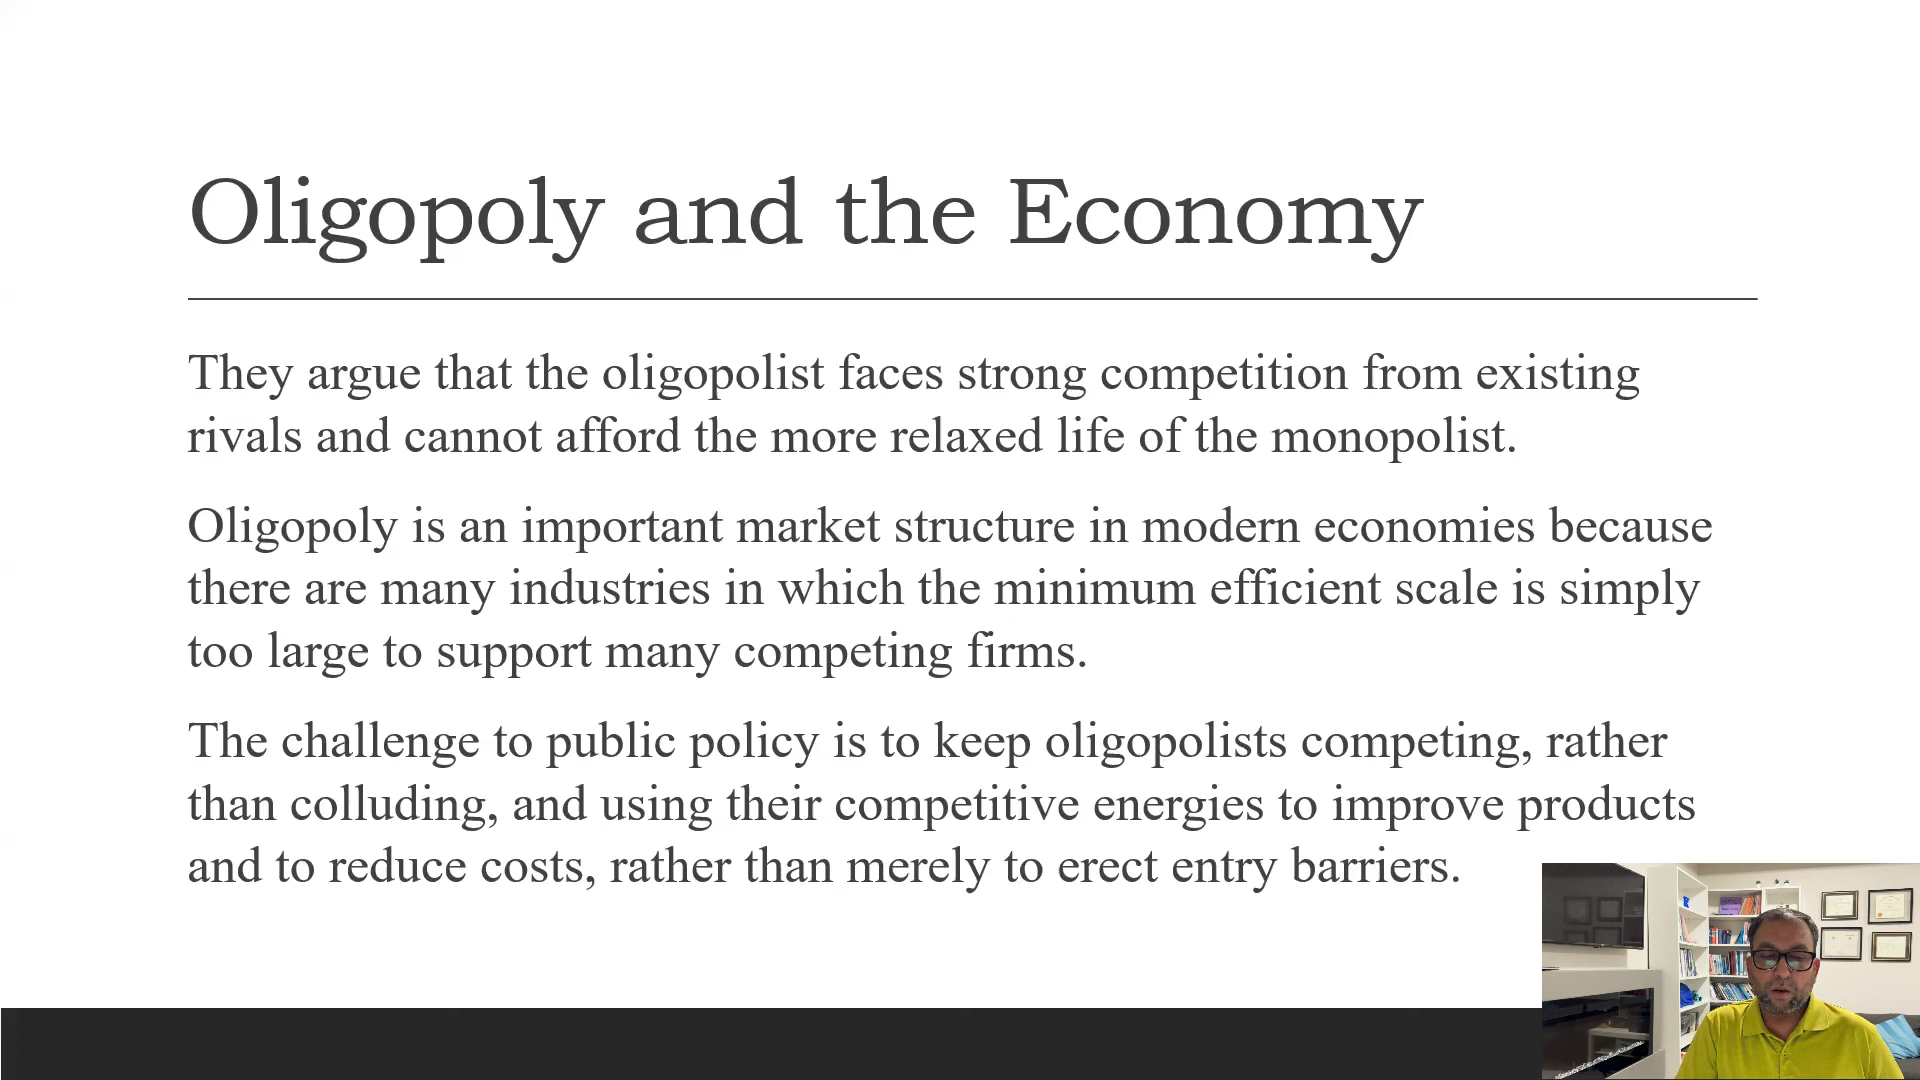 Oligopoly and the Economy
They argue that the oligopolist faces strong competition from existing
rivals and cannot afford the more relaxed life of the monopolist.
Oligopoly is an important market structure in modern economies because
there are many industries in which the minimum efficient scale is simply
too large to support many competing firms.
The challenge to public policy is to keep oligopolists competing, rather
than colluding, and using their competitive energies to improve products
and to reduce costs, rather than merely to erect entry barriers.